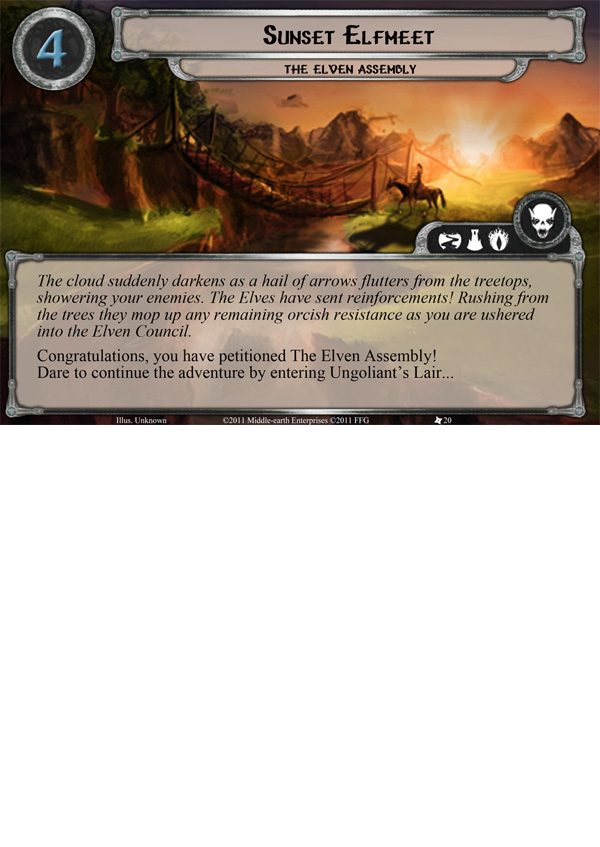 4
Sunset Elfmeet
The Elven Assembly
The cloud suddenly darkens as a hail of arrows flutters from the treetops,
showering your enemies. The Elves have sent reinforcements! Rushing from
the trees they mop up any remaining orcish resistance as you are ushered
into the Elven Council.
Congratulations, you have petitioned The Elven Assembly!
Dare to continue the adventure by entering Ungoliant's Lair...
Illus. Unknown ©2011 Middle-earth Enterprises ©2011 FFG 20